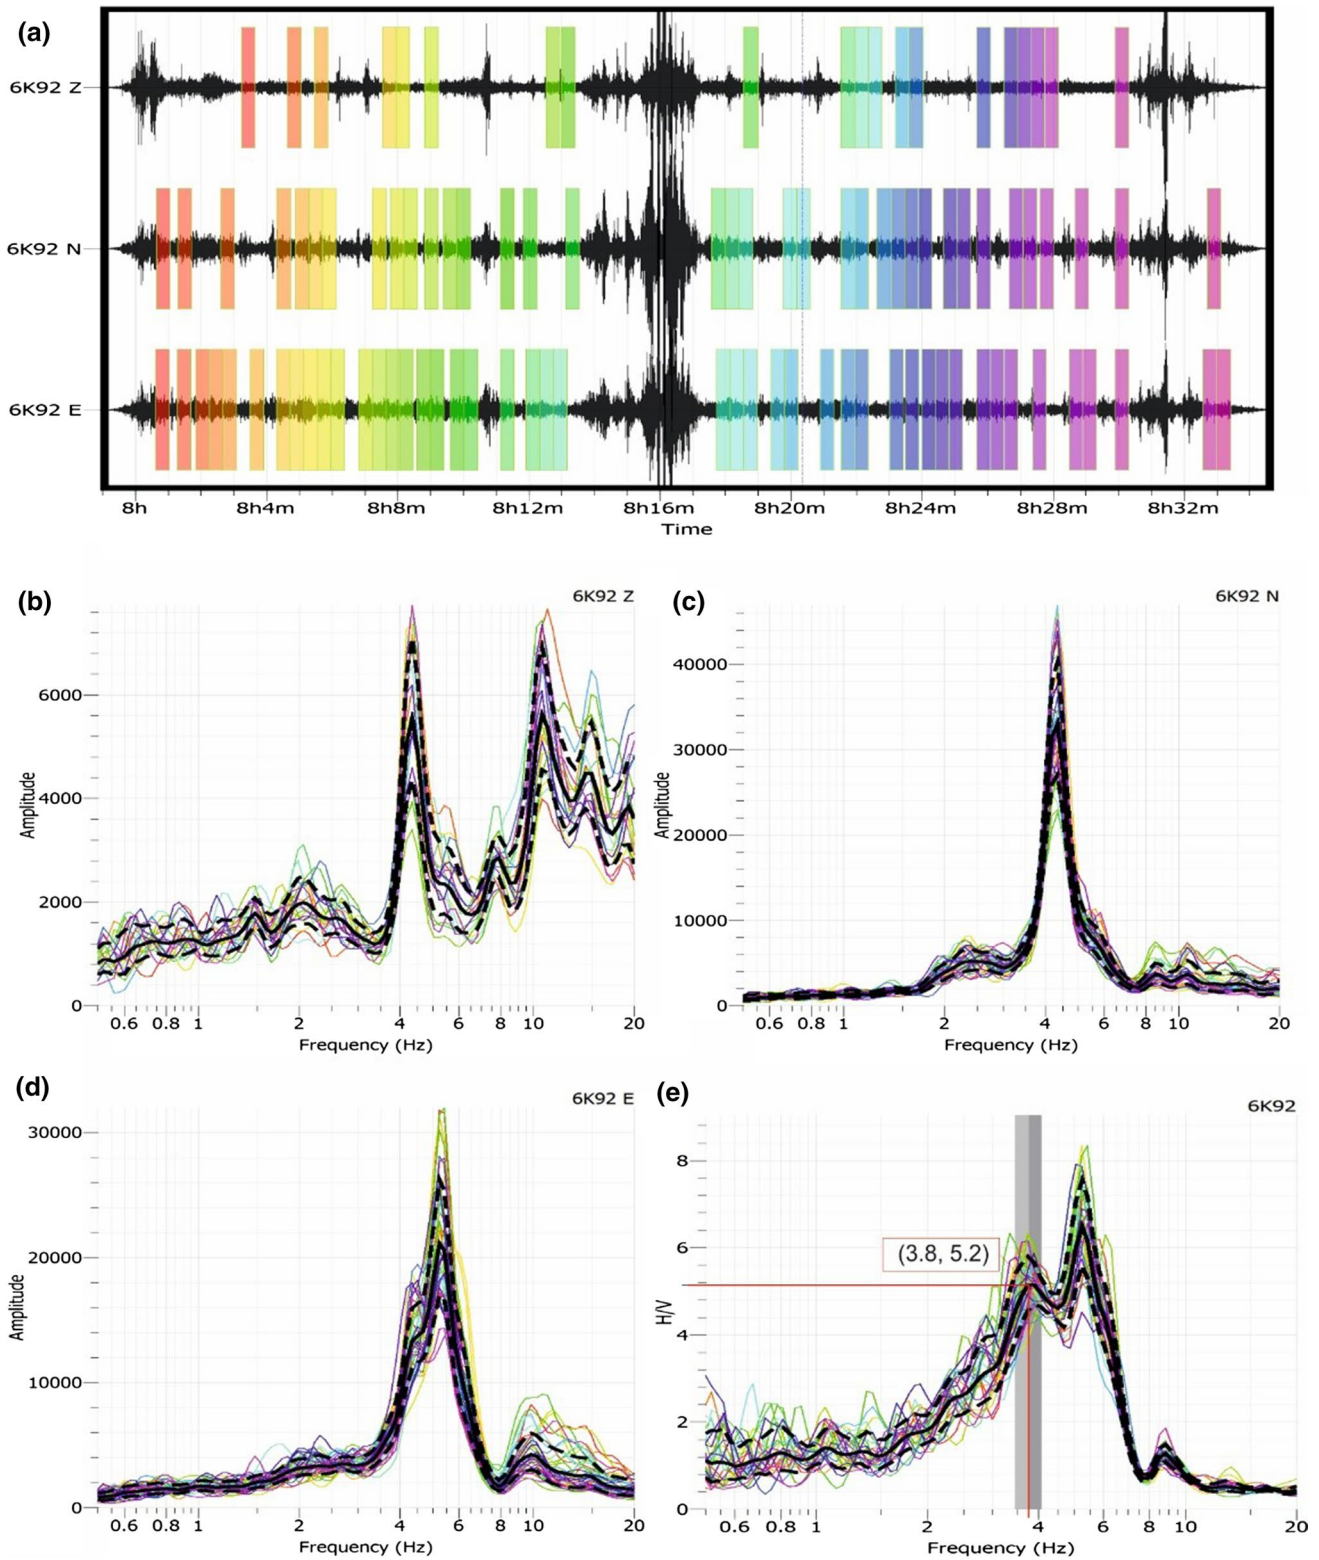 (a)
6K92 Z
6K92 N
6K92 E
8h 8h4m 8h8m 8h12m 8h16m 8h20m 8h24m 8h28m 8h32m
Time
(b)
6K92 Z
6000
4000
2000
0
Amplitude
0.6 0.8 1 2 4 6 8 10 20
Frequency (Hz)
(c)
6K92 N
40000
30000
20000
10000
0
Amplitude
0.6 0.8 1 2 4 6 8 10 20
Frequency (Hz)
(d)
6K92 E
30000
20000
10000
0
Amplitude
0.6 0.8 1 2 4 6 8 10 20
Frequency (Hz)
(e)
6K92
8
6
4
2
0
H/V
(3.8, 5.2)
0.6 0.8 1 2 4 6 8 10 20
Frequency (Hz)